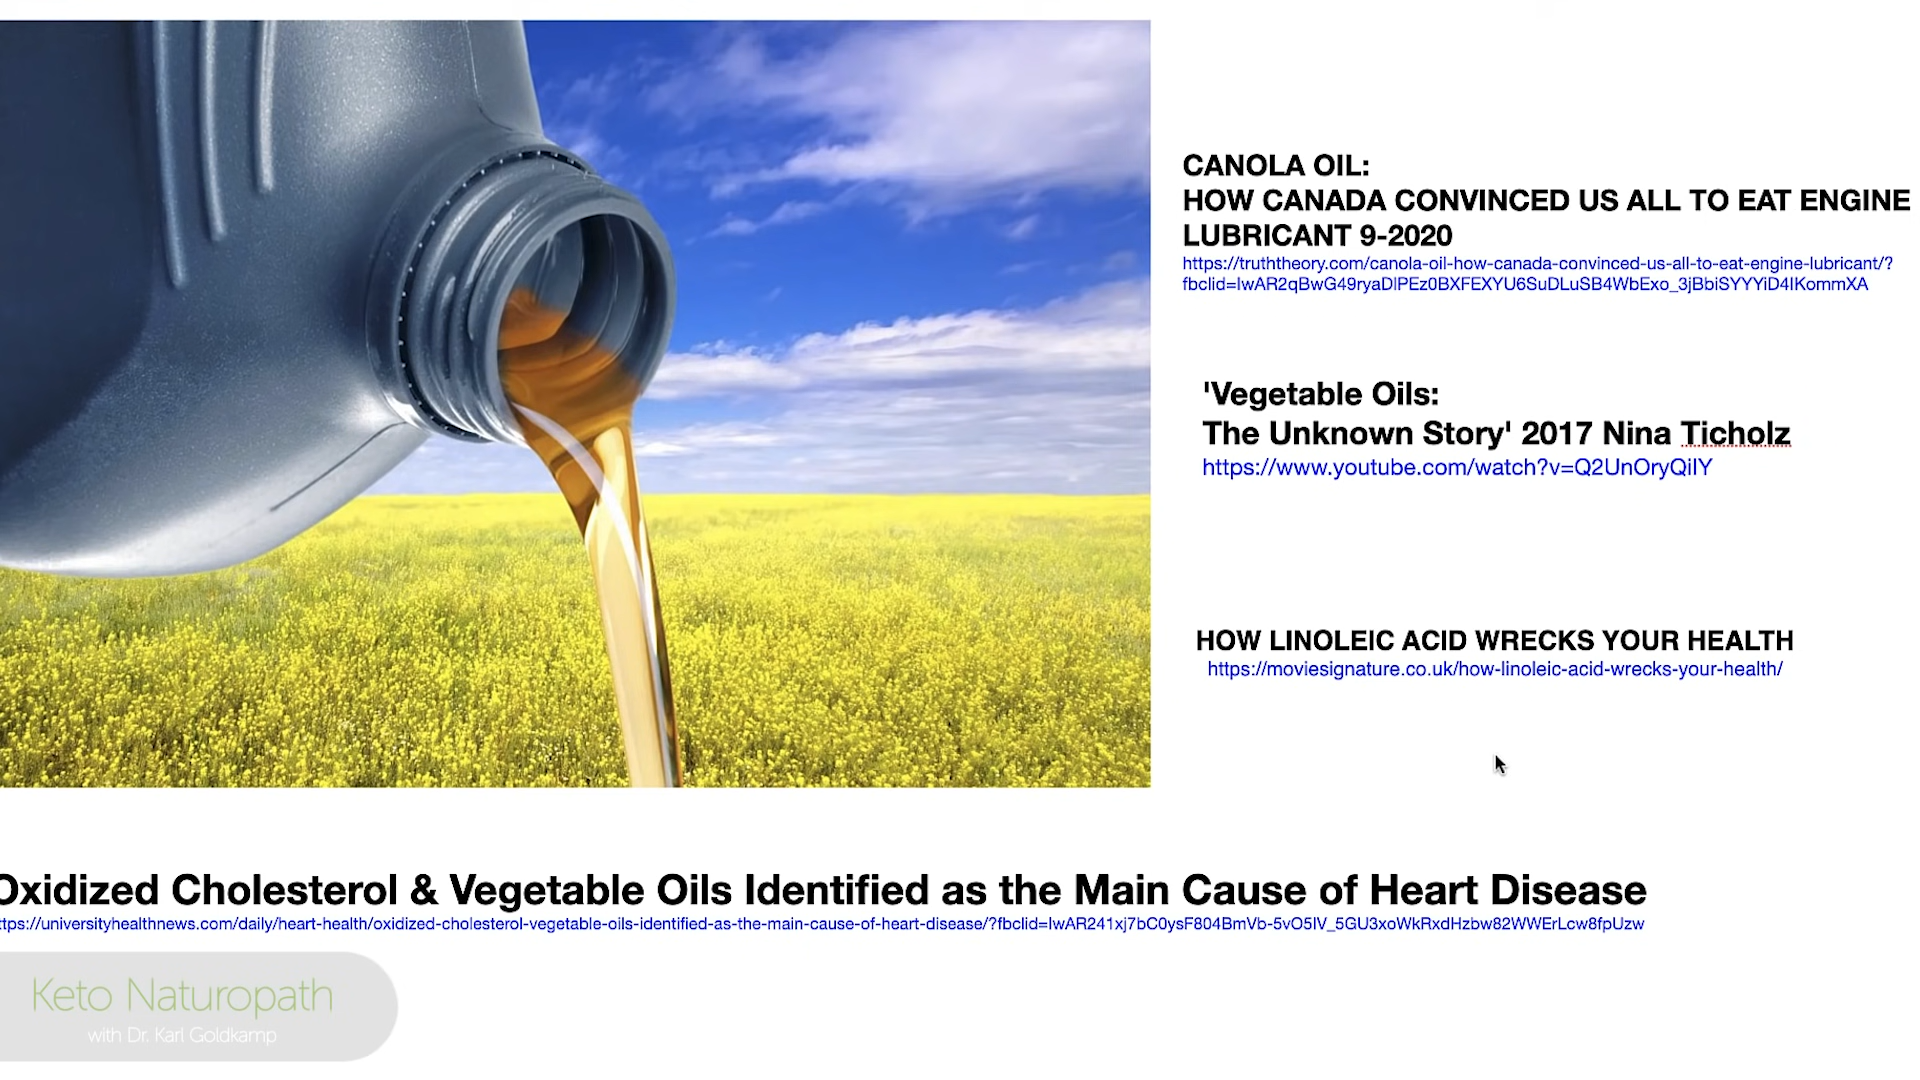 CANOLA OIL:
HOW CANADA CONVINCED US ALL TO EAT ENGINE
LUBRICANT 9-2020
https://truththeory.com/canola-oil-how-canada-convinced-us-all-to-eat-engine-lubricant/?
fbclid=IwAR2qBwG49ryaDlPEz0BXFEXYU6SuDLuSB4WbExo_3jBbiSYYYiD4IKommXA
'Vegetable Oils:
The Unknown Story' 2017 Nina Ticholz
https://www.youtube.com/watch?v=Q2UnOryQiIY
HOW LINOLEIC ACID WRECKS YOUR HEALTH
https://moviesignature.co.uk/how-linoleic-acid-wrecks-your-health/
Oxidized Cholesterol & Vegetable Oils Identified as the Main Cause of Heart Disease
ttps://universityhealthnews.com/daily/heart-health/oxidized-cholesterol-vegetable-oils-identified-as-the-main-cause-of-heart-disease/?fbclid=IwAR241xj7bC0ysF804BmVb-5vO5IV_5GU3xoWkRxdHzbw82WWErLcw8fpUzw
Keto Naturopath
with Dr. Karl Goldkamp